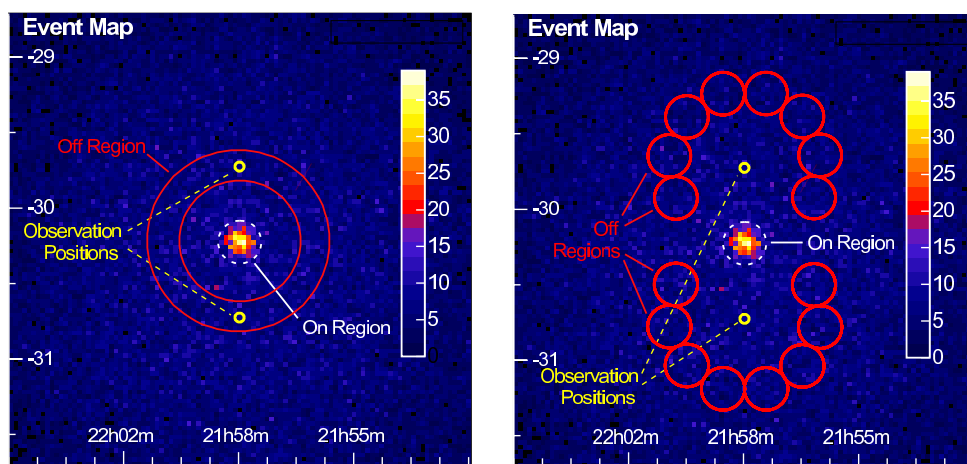 Event Map
-29
Off Region
-30
Observation
Positions
On Region
-31
22h02m
21h58m
21h55m
35
30
25
20
15
10
5
0
Event Map
-29
-30
Off
Regions
On Region
-31
Observation
Positions
22h02m
21h58m
21h55m
35
30
25
20
15
10
5
0